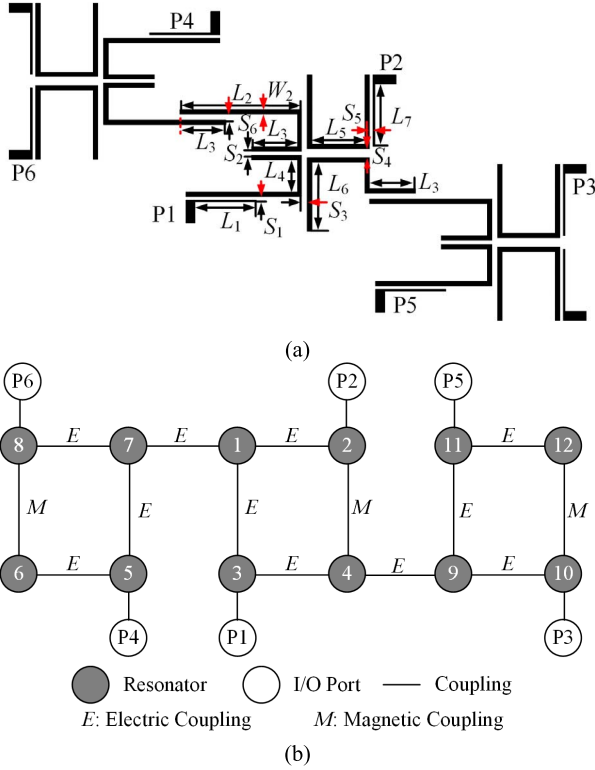 P4
P2
P6
P3
P1
P5
L2
W2
L3
S6
S2
L3
L4
L1
S1
S5
L5
L7
S4
L6
S3
L3
(a)
P6 P2 P5
8 E 7 E 1 E 2 11 E 12
M E E M E M
6 E 5 3 E 4 E 9 E 10
P4 P1 P3
Resonator I/O Port Coupling
E: Electric Coupling M: Magnetic Coupling
(b)